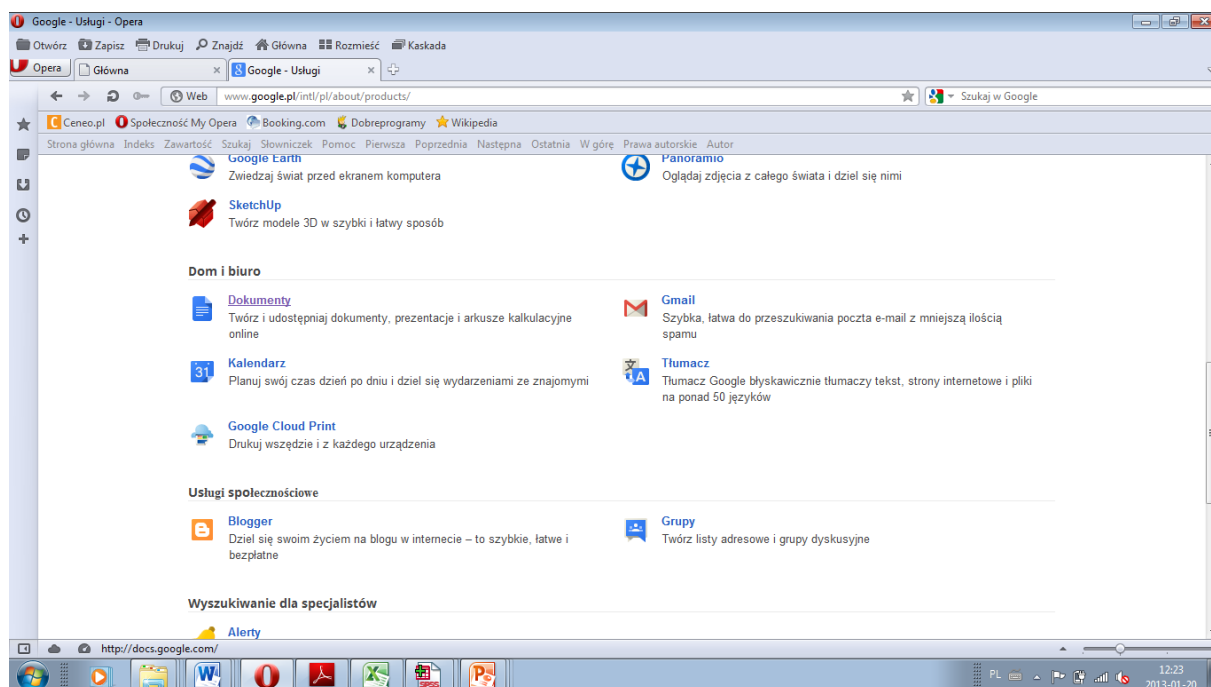 Google - Usługi - Opera
Otwórz Zapisz Drukuj Znajdź Główna Rozmieść Kaskada
Opera Główna Google - Usługi
Web www.google.pl/intl/pl/about/products/ Szukaj w Google
Ceneo.pl Społeczność My Opera Booking.com Dobreprogramy Wikipedia
Strona główna Indeks Zawartość Szukaj Słowniczek Pomoc Pierwsza Poprzednia Następna Ostatnia W górę Prawa autorskie Autor
Google Earth
Zwiedzaj świat przed ekranem komputera
Panoramio
Oglądaj zdjęcia z całego świata i dziel się nimi
SketchUp
Twórz modele 3D w szybki i łatwy sposób
Dom i biuro
Dokumenty
Twórz i udostępniaj dokumenty, prezentacje i arkusze kalkulacyjne
online
Gmail
Szybka, łatwa do przeszukiwania poczta e-mail z mniejszą ilością
spamu
31
Kalendarz
Planuj swój czas dzień po dniu i dziel się wydarzeniami ze znajomymi
Tłumacz
Tłumacz Google błyskawicznie tłumaczy tekst, strony internetowe i pliki
na ponad 50 języków
Google Cloud Print
Drukuj wszędzie i z każdego urządzenia
Usługi społecznościowe
Blogger
Dziel się swoim życiem na blogu w internecie – to szybkie, łatwe i
bezpłatne
Grupy
Twórz listy adresowe i grupy dyskusyjne
Wyszukiwanie dla specjalistów
Alerty
http://docs.google.com/
SPSS
PL 12:23
2013-01-20